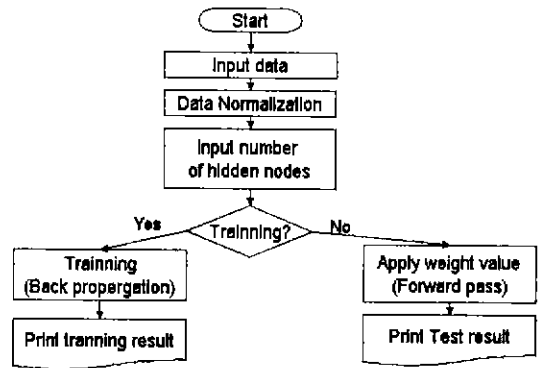 Start
Input data
Data Normalization
Input number
of hidden nodes
Trainning?
Yes
No
Trainning
(Back propergation)
Apply weight value
(Forward pass)
Print tranning result
Print Test result